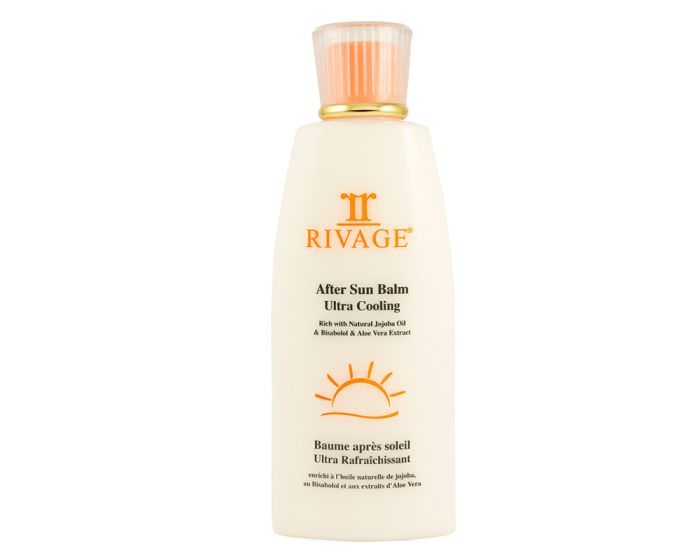 RIVAGE®
After Sun Balm
Ultra Cooling
Rich with Natural Jojoba Oil
& Bisabolol & Aloe Vera Extract
Baume après soleil
Ultra Rafraîchissant
enrichi à l'huile naturelle de jojoba,
au Bisabolol et aux extraits d'Aloe Vera